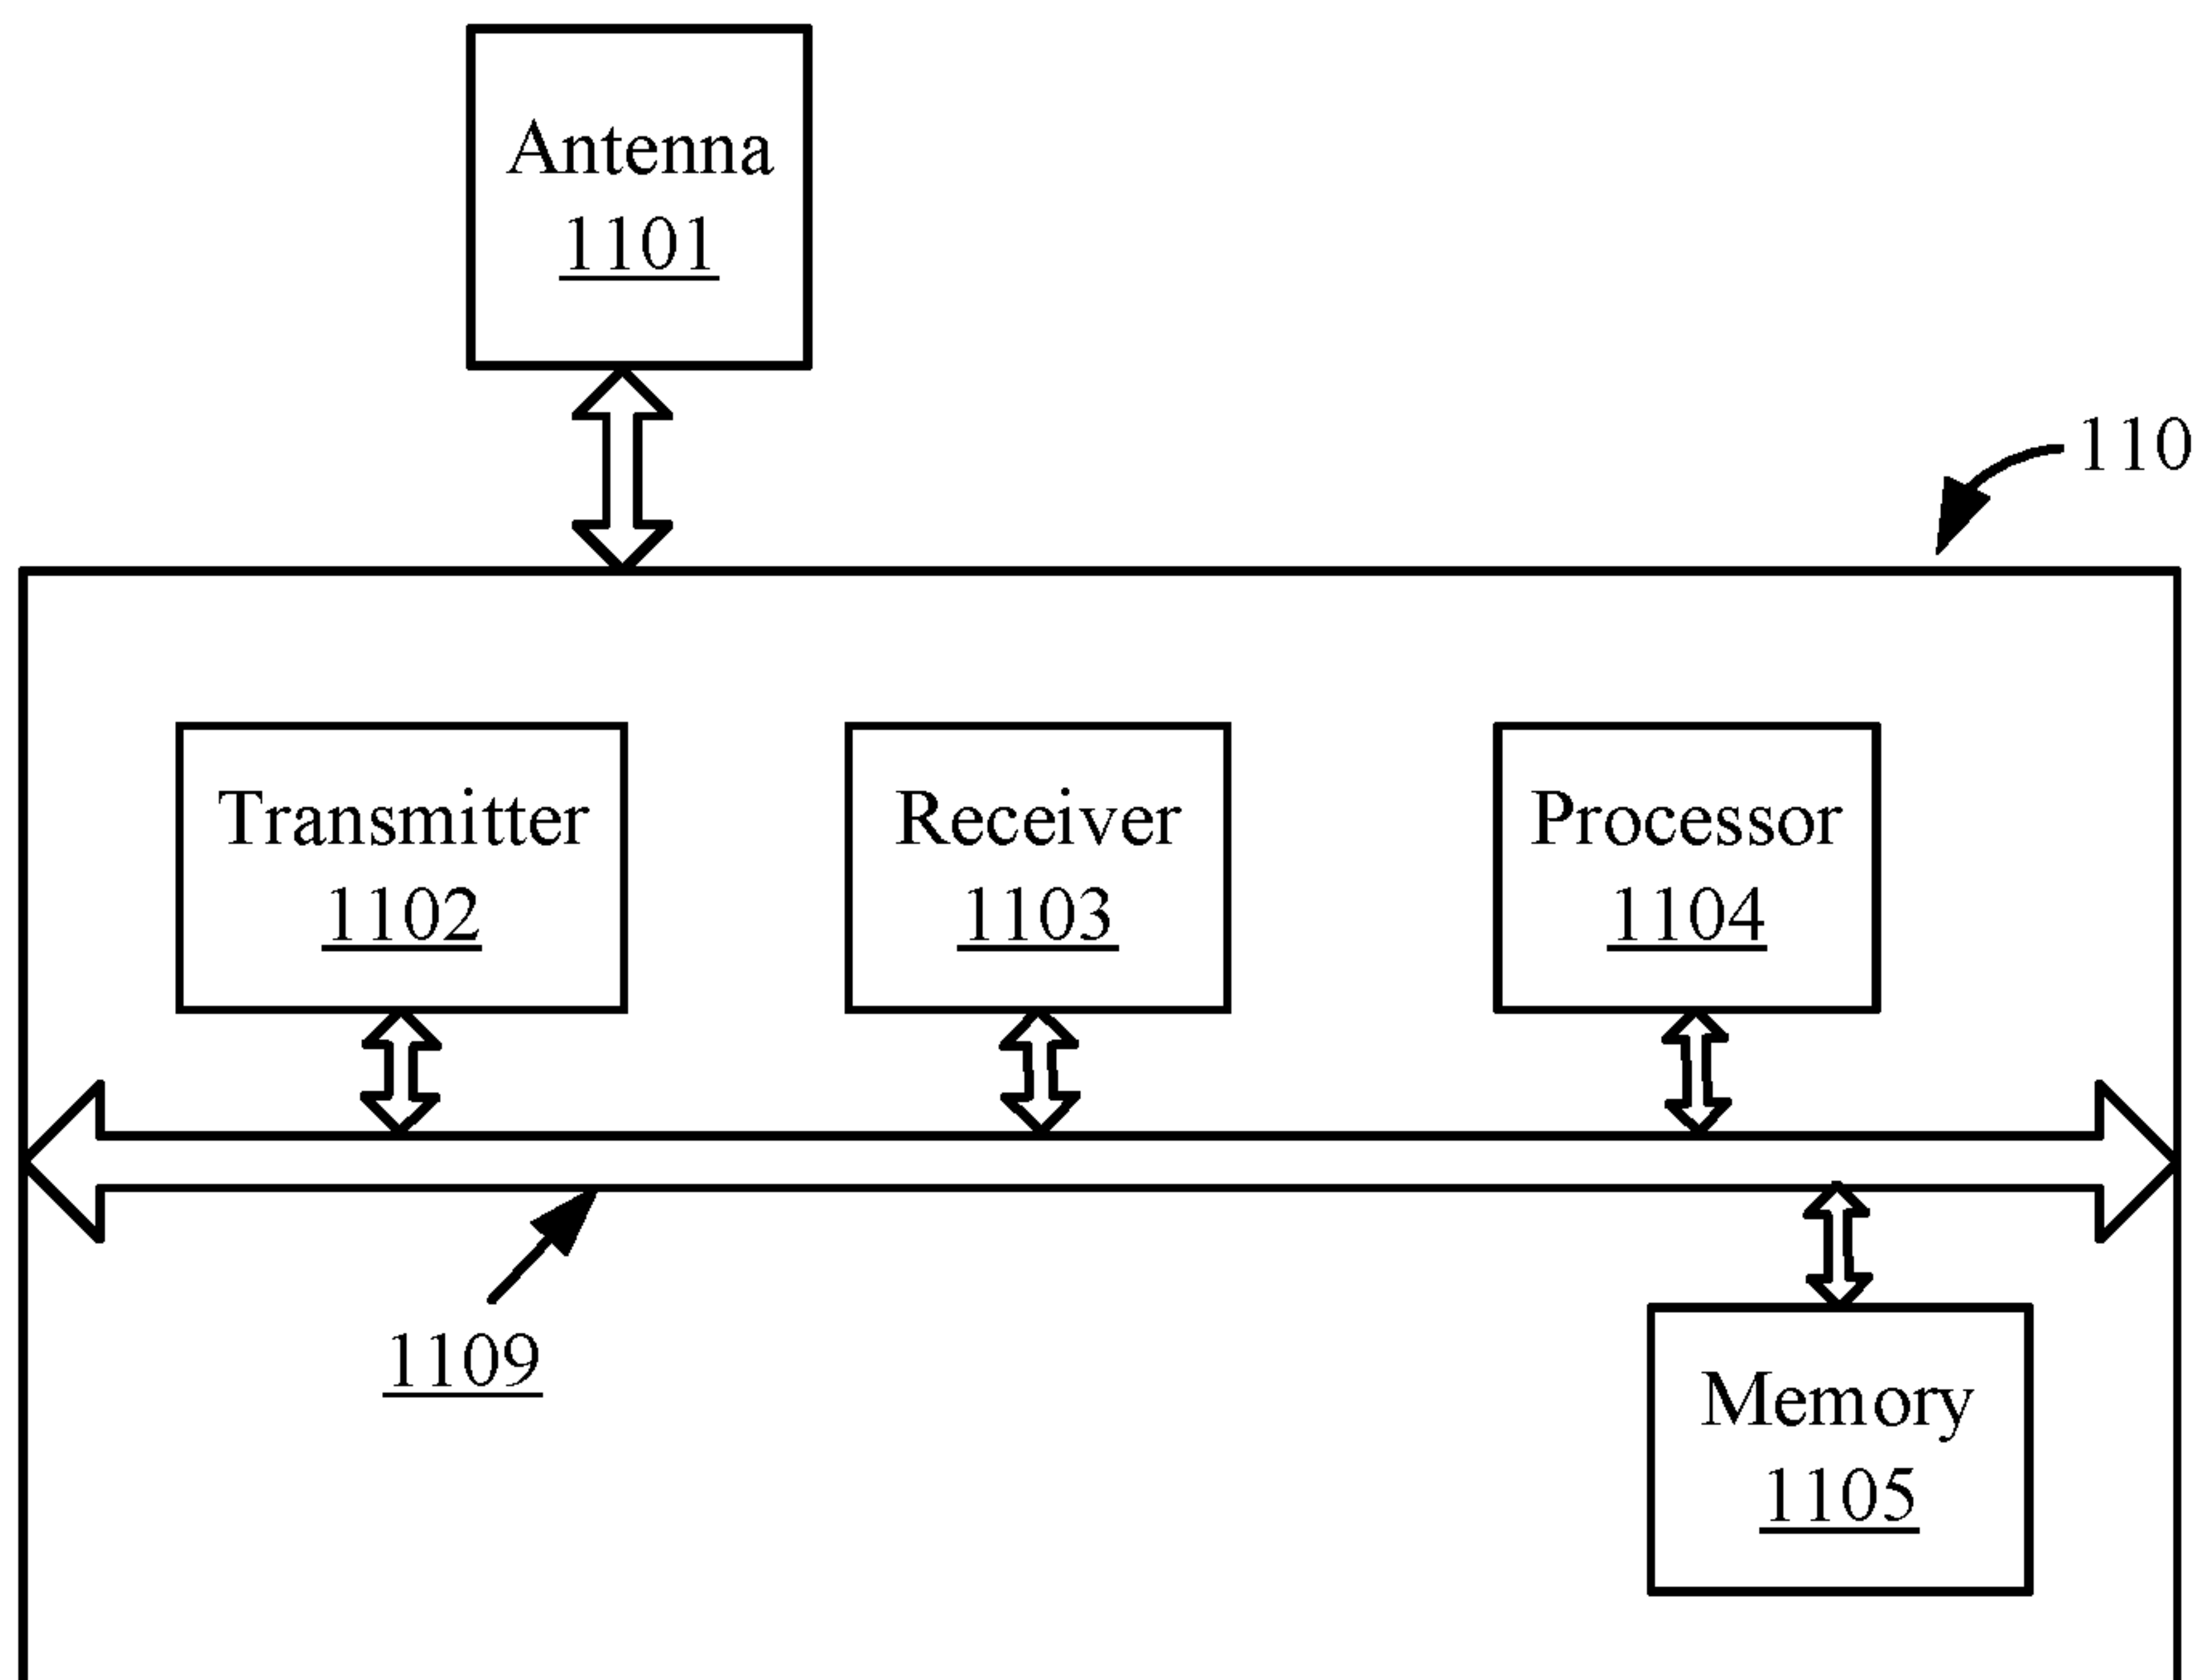 Antenna
1101
110
Transmitter
1102
Receiver
1103
Processor
1104
1109
Memory
1105